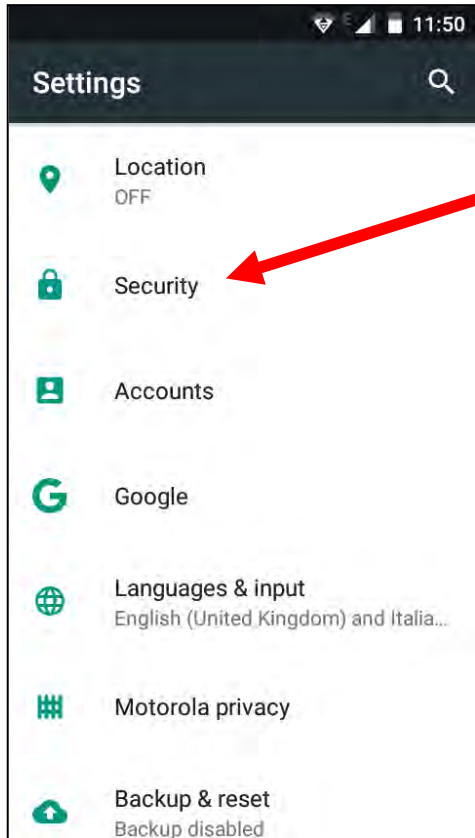 E 11:50
Settings
Location
OFF
Security
Accounts
Google
Languages & input
English (United Kingdom) and Italia...
Motorola privacy
Backup & reset
Backup disabled